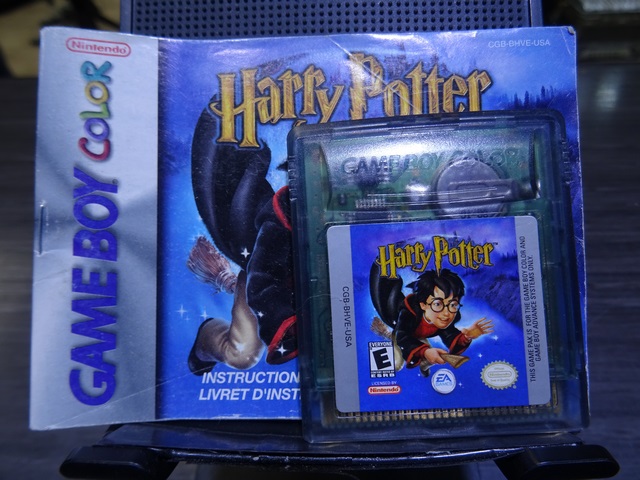 Nintendo
GAME BOY COLOR
CGB-BHVE-USA
Harry Potter
INSTRUCTION
LIVRET D'INST
GAME BOY COLOR
Harry Potter
CGB-BHVE-USA
EVERYONE
E
ESRB
LICENSED BY
Nintendo
EA
GAMES
THIS GAME PAK IS FOR THE GAME BOY COLOR AND
GAME BOY ADVANCE SYSTEMS ONLY.